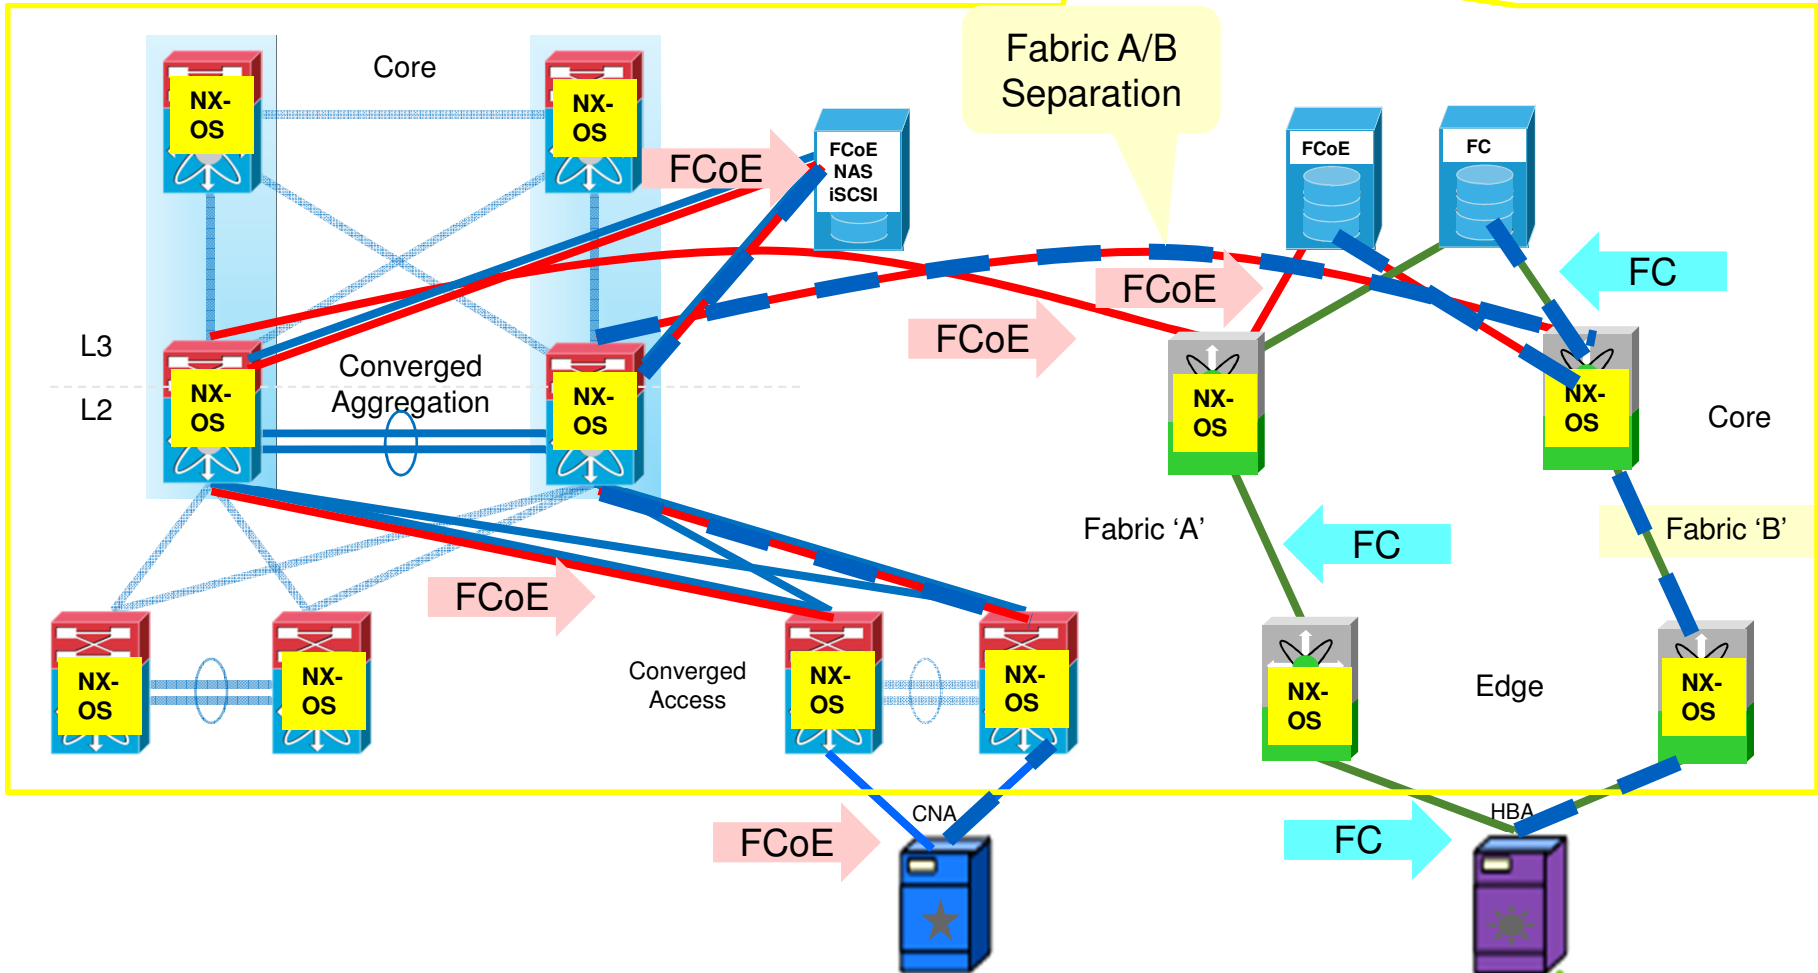 Fabric A/B
Separation
Core
NX-
OS
NX-
OS
FCoE
FCoE
NAS
iSCSI
FCoE
FC
FC
FCoE
FCoE
L3
L2
Converged
Aggregation
NX-
OS
NX-
OS
NX-
OS
NX-
OS
Core
Fabric ‘A’
FC
Fabric ‘B’
FCoE
NX-
OS
NX-
OS
Converged
Access
NX-
OS
NX-
OS
NX-
OS
Edge
NX-
OS
CNA
FCoE
HBA
FC